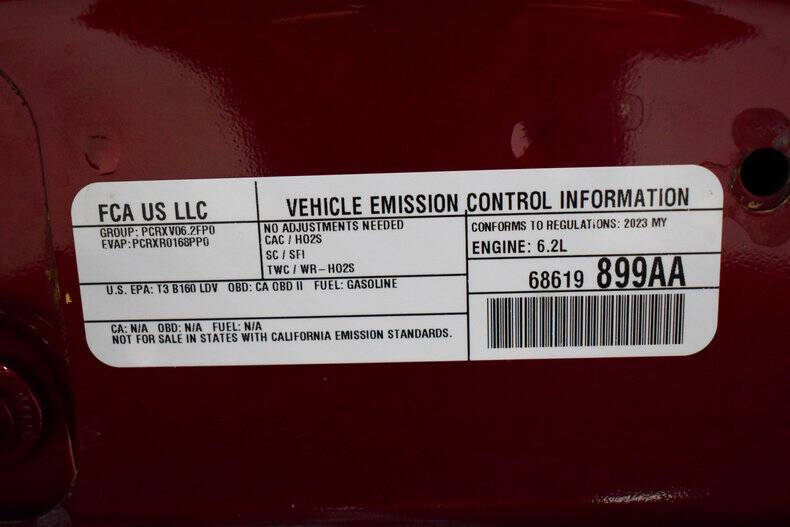 FCA US LLC
GROUP: PCRXV06.2FP0
EVAP: PCRXR0168PP0
VEHICLE EMISSION CONTROL INFORMATION
NO ADJUSTMENTS NEEDED
CAC / HO2S
SC / SFI
TWC / WR-HO2S
CONFORMS TO REGULATIONS: 2023 MY
ENGINE: 6.2L
68619 899AA
U.S. EPA: T3 B160 LDV OBD: CA OBD II FUEL: GASOLINE
CA: N/A OBD: N/A FUEL: N/A
NOT FOR SALE IN STATES WITH CALIFORNIA EMISSION STANDARDS.